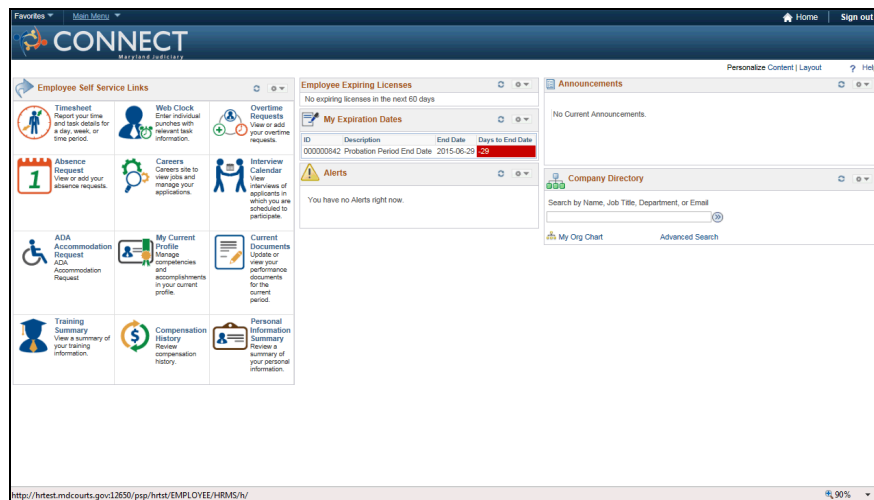 Favorites Main Menu
Home Sign out
CONNECT
Maryland Judiciary
Personalize Content | Layout ? Help
Employee Self Service Links
Timesheet
Report your time
and task details for
a day, week, or
time period.
Web Clock
Enter individual
punches with
relevant task
information.
Overtime
Requests
View or add
your overtime
requests.
Absence
Request
View or add your
absence requests.
1
Careers
Careers site to
view jobs and
manage your
applications.
Interview
Calendar
View
interviews of
applicants in
which you are
scheduled to
participate.
ADA
Accommodation
Request
ADA
Accommodation
Request
My Current
Profile
Manage
competencies
and
accomplishments
in your current
profile.
Current
Documents
Update or
view your
performance
documents
for the
current
period.
Training
Summary
View a summary of
your training
information.
Compensation
History
Review
compensation
history.
Personal
Information
Summary
Review a
summary of
your personal
information.
Employee Expiring Licenses
No expiring licenses in the next 60 days
My Expiration Dates
ID Description End Date Days to End Date
000000842 Probation Period End Date 2015-06-29 -29
Alerts
You have no Alerts right now.
Announcements
No Current Announcements.
Company Directory
Search by Name, Job Title, Department, or Email
My Org Chart Advanced Search
http://hrtest.mdcourts.gov:12650/psp/hrtst/EMPLOYEE/HRMS/h/
90%